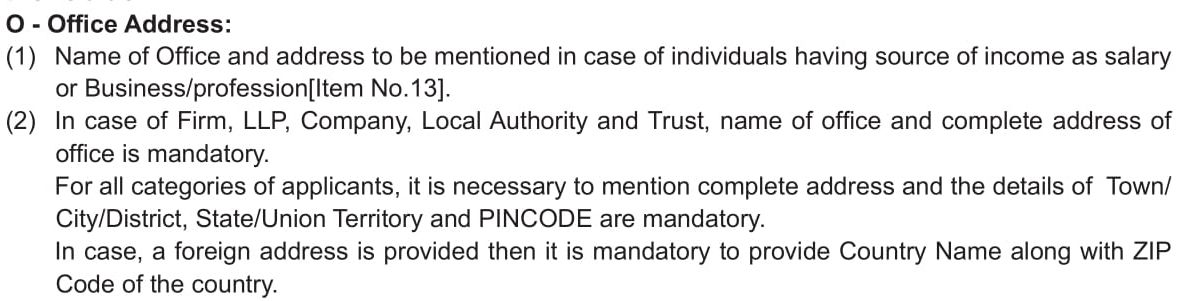 O - Office Address:
(1) Name of Office and address to be mentioned in case of individuals having source of income as salary
or Business/profession[Item No.13].
(2) In case of Firm, LLP, Company, Local Authority and Trust, name of office and complete address of
office is mandatory.
For all categories of applicants, it is necessary to mention complete address and the details of Town/
City/District, State/Union Territory and PINCODE are mandatory.
In case, a foreign address is provided then it is mandatory to provide Country Name along with ZIP
Code of the country.